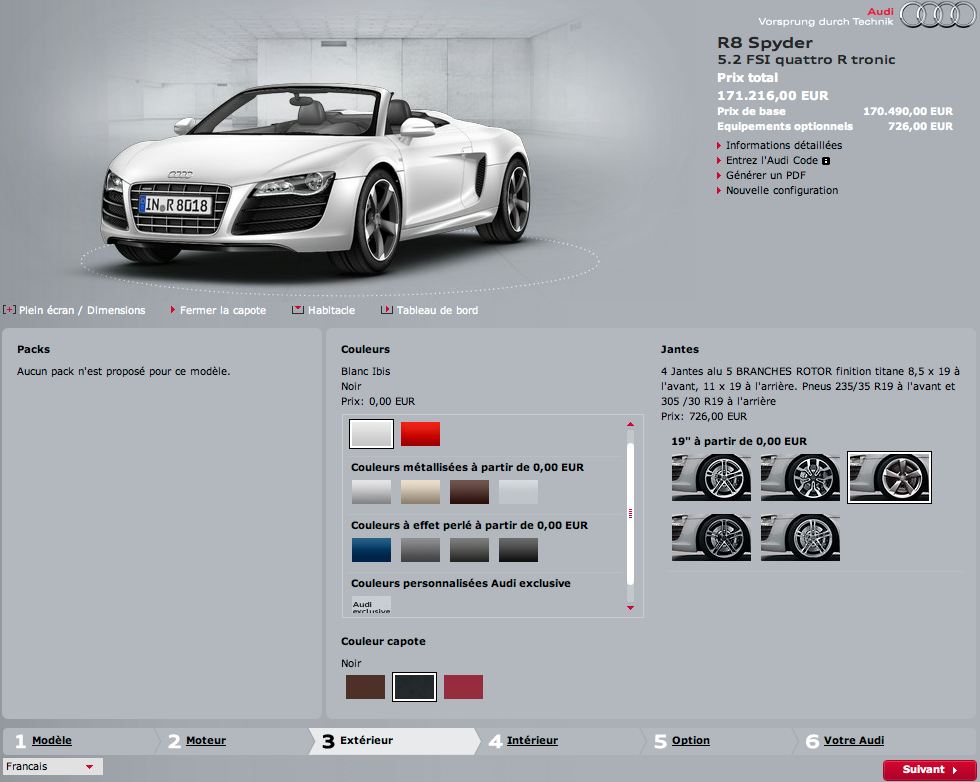 Audi
Vorsprung durch Technik
R8 Spyder
5.2 FSI quattro R tronic
Prix total
171.216,00 EUR
Prix de base 170.490,00 EUR
Equipements optionnels 726,00 EUR
Informations détaillées
Entrez l'Audi Code
Générer un PDF
Nouvelle configuration
IN R 8018
[+] Plein écran / Dimensions
Fermer la capote
Habitacle
Tableau de bord
Packs
Aucun pack n'est proposé pour ce modèle.
Couleurs
Blanc Ibis
Noir
Prix: 0,00 EUR
Couleurs métallisées à partir de 0,00 EUR
Couleurs à effet perlé à partir de 0,00 EUR
Couleurs personnalisées Audi exclusive
Audi
exclusive
Couleur capote
Noir
Jantes
4 Jantes alu 5 BRANCHES ROTOR finition titane 8,5 x 19 à
l'avant, 11 x 19 à l'arrière. Pneus 235/35 R19 à l'avant et
305 /30 R19 à l'arrière
Prix: 726,00 EUR
19" à partir de 0,00 EUR
1 Modèle
2 Moteur
3 Extérieur
4 Intérieur
5 Option
6 Votre Audi
Francais
Suivant